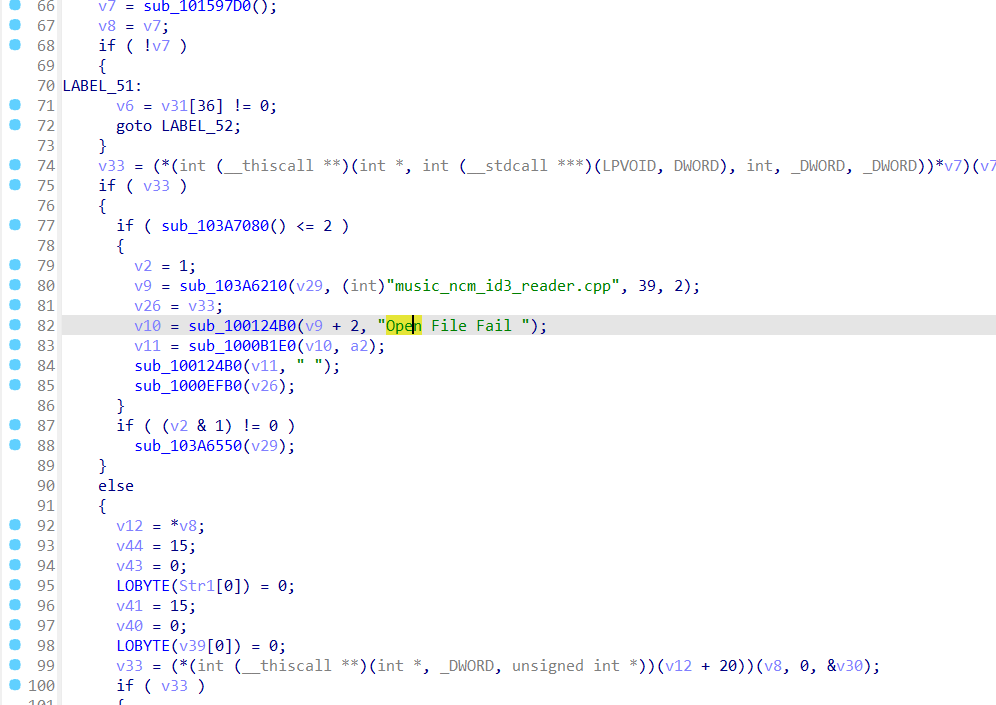 66 v7 = sub_101597D0();
67 v8 = v7;
68 if ( !v7 )
69 {
70 LABEL_51:
71 v6 = v31[36] != 0;
72 goto LABEL_52;
73 }
74 v33 = (*(int (__thiscall **)(int *, int (__stdcall ***)(LPVOID, DWORD), int, _DWORD, _DWORD))*v7)(v7
75 if ( v33 )
76 {
77 if ( sub_103A7080() <= 2 )
78 {
79 v2 = 1;
80 v9 = sub_103A6210(v29, (int)"music_ncm_id3_reader.cpp", 39, 2);
81 v26 = v33;
82 v10 = sub_100124B0(v9 + 2, "Open File Fail ");
83 v11 = sub_1000B1E0(v10, a2);
84 sub_100124B0(v11, " ");
85 sub_1000EFB0(v26);
86 }
87 if ( (v2 & 1) != 0 )
88 sub_103A6550(v29);
89 }
90 else
91 {
92 v12 = *v8;
93 v44 = 15;
94 v43 = 0;
95 LOBYTE(Str1[0]) = 0;
96 v41 = 15;
97 v40 = 0;
98 LOBYTE(v39[0]) = 0;
99 v33 = (*(int (__thiscall **)(int *, _DWORD, unsigned int *))(v12 + 20))(v8, 0, &v30);
100 if ( v33 )
101 {